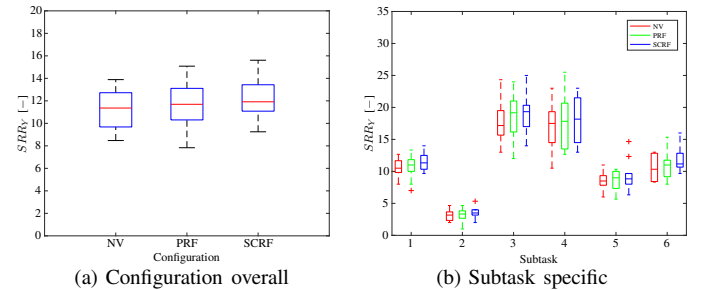 20
18
16
14
12
10
8
6
4
2
0
SRR_Y [−]
NV PRF SCRF
Configuration
(a) Configuration overall
35
30
25
20
15
10
5
0
SRR_Y [−]
NV
PRF
SCRF
1 2 3 4 5 6
Subtask
(b) Subtask specific